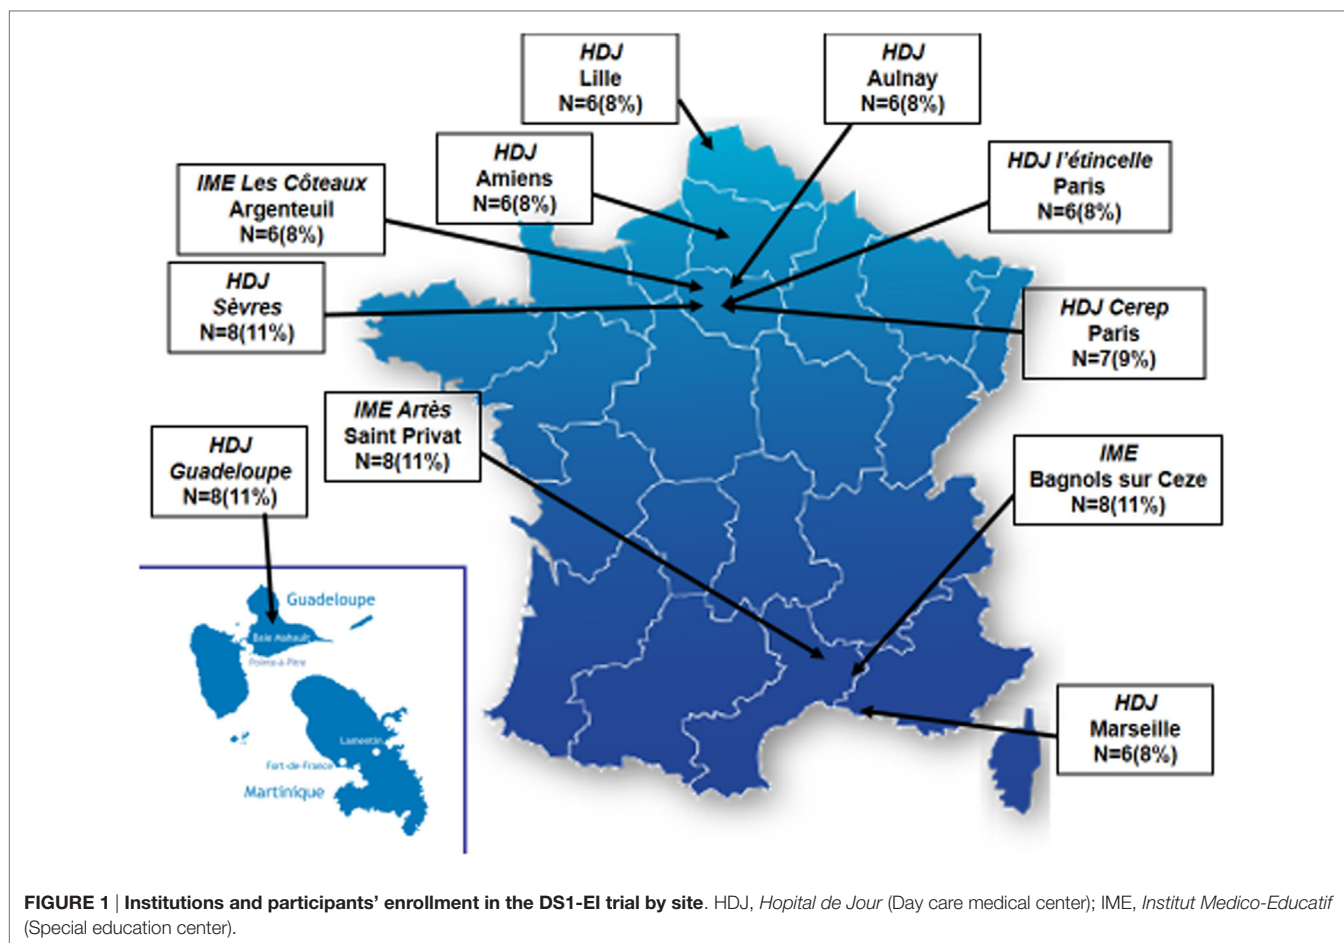 HDJ
Lille
N=6(8%)
HDJ
Aulnay
N=6(8%)
HDJ
Amiens
N=6(8%)
HDJ l’étincelle
Paris
N=6(8%)
IME Les Côteaux
Argenteuil
N=6(8%)
HDJ
Sèvres
N=8(11%)
HDJ Cerep
Paris
N=7(9%)
IME Artès
Saint Privat
N=8(11%)
HDJ
Guadeloupe
N=8(11%)
IME
Bagnols sur Ceze
N=8(11%)
Guadeloupe
Baie Mahault
Pointe-à-Pitre
Lamentin
Fort-de-France
Martinique
HDJ
Marseille
N=6(8%)
FIGURE 1 | Institutions and participants’ enrollment in the DS1-EI trial by site. HDJ, Hopital de Jour (Day care medical center); IME, Institut Medico-Educatif
(Special education center).